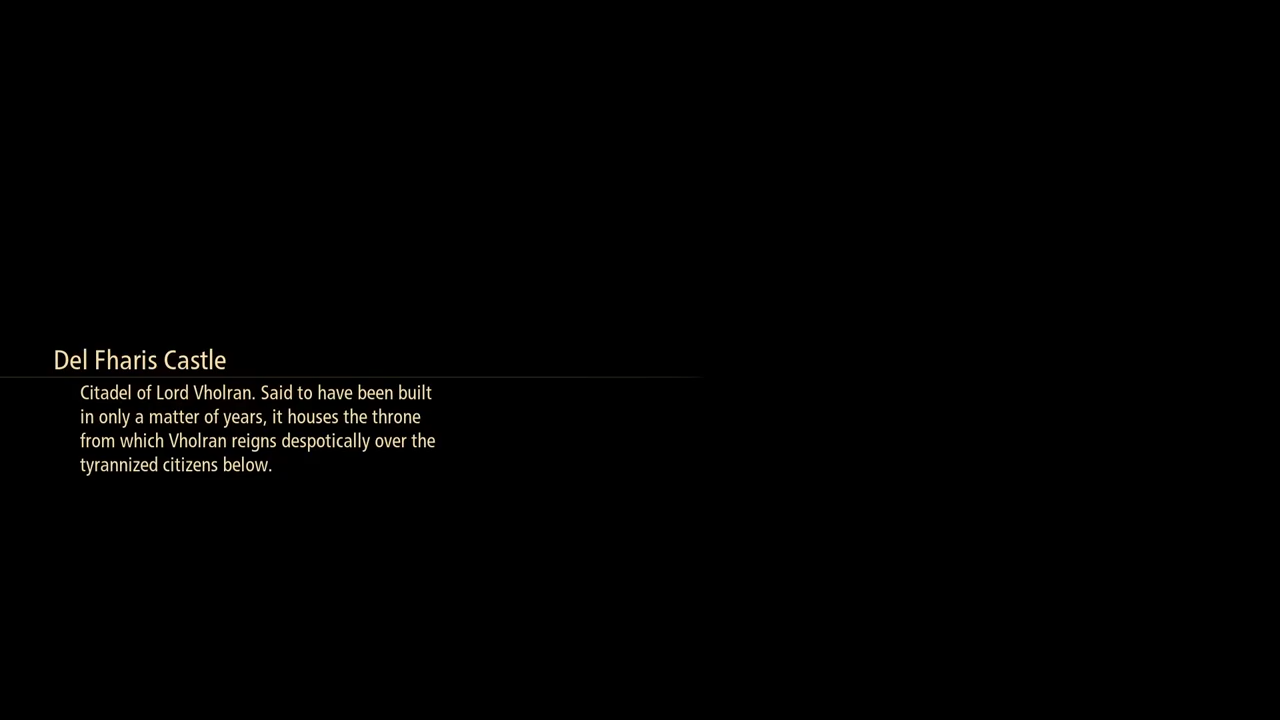 Del Fharis Castle
Citadel of Lord Vholran. Said to have been built
in only a matter of years, it houses the throne
from which Vholran reigns despotically over the
tyrannized citizens below.